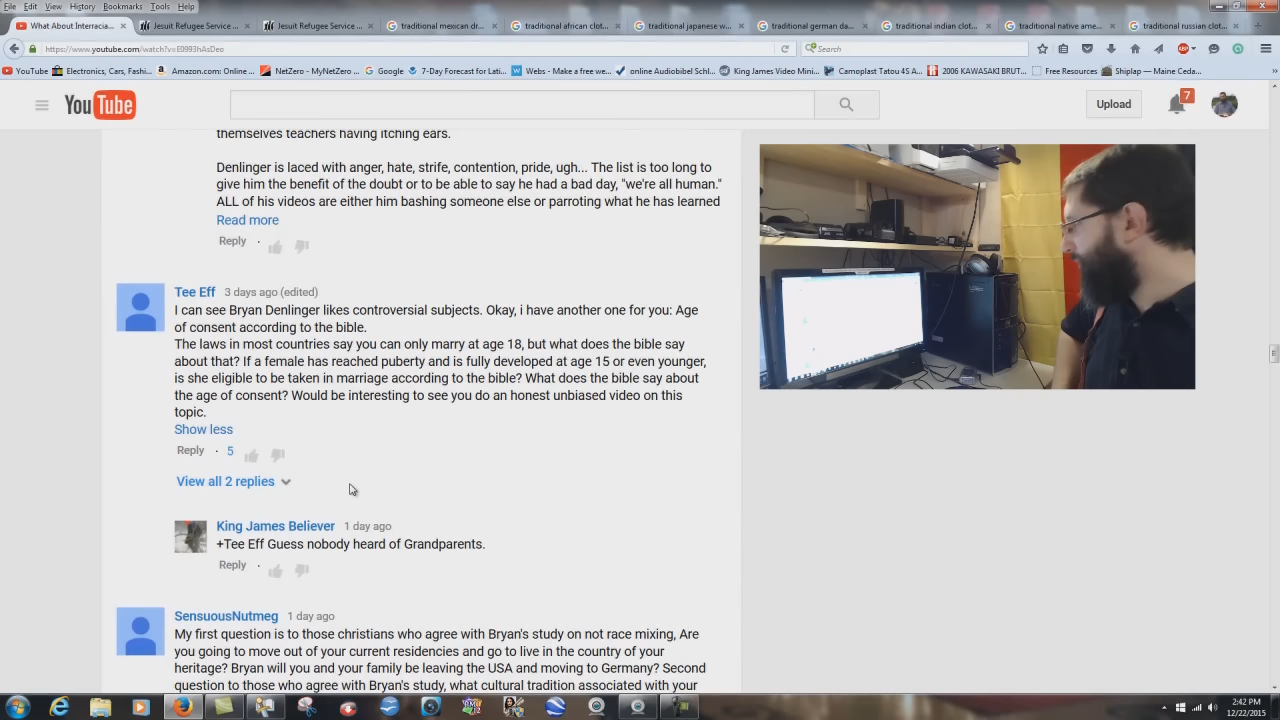 File Edit View History Bookmarks Tools Help
What About Interracia...
Jesuit Refugee Service ...
Jesuit Refugee Service ...
traditional mexican dr...
traditional african clot...
traditional japanese w...
traditional german da...
traditional indian clot...
traditional native ame...
traditional russian clot...
https://www.youtube.com/watch?v=E0993hAsDeo
Search
YouTube
Electronics, Cars, Fashi...
Amazon.com: Online ...
NetZero - MyNetZero ...
Google
7-Day Forecast for Lati...
Webs - Make a free we...
online Audiobibel Schl...
King James Video Mini...
Camoplast Tatou 4S A...
2006 KAWASAKI BRUT...
Free Resources
Shiplap — Maine Ceda...
YouTube
Upload
7
themselves teachers having itching ears.
Denlinger is laced with anger, hate, strife, contention, pride, ugh... The list is too long to
give him the benefit of the doubt or to be able to say he had a bad day, "we're all human."
ALL of his videos are either him bashing someone else or parroting what he has learned
Read more
Reply
Tee Eff 3 days ago (edited)
I can see Bryan Denlinger likes controversial subjects. Okay, i have another one for you: Age
of consent according to the bible.
The laws in most countries say you can only marry at age 18, but what does the bible say
about that? If a female has reached puberty and is fully developed at age 15 or even younger,
is she eligible to be taken in marriage according to the bible? What does the bible say about
the age of consent? Would be interesting to see you do an honest unbiased video on this
topic.
Show less
Reply · 5
View all 2 replies
King James Believer 1 day ago
+Tee Eff Guess nobody heard of Grandparents.
Reply
SensuousNutmeg 1 day ago
My first question is to those christians who agree with Bryan's study on not race mixing, Are
you going to move out of your current residencies and go to live in the country of your
heritage? Bryan will you and your family be leaving the USA and moving to Germany? Second
question to those who agree with Bryan's study, what cultural tradition associated with your
2:42 PM
12/22/2015